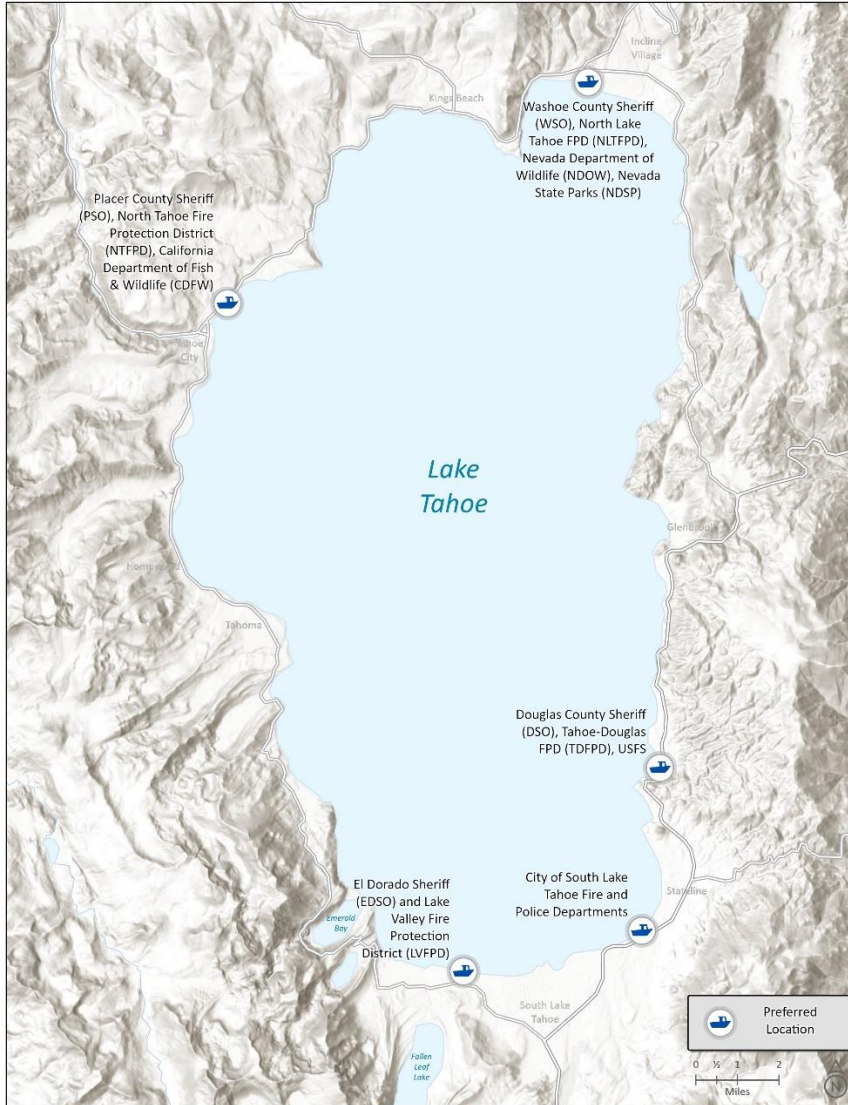 Incline
Village
Kings Beach
Washoe County Sheriff
(WSO), North Lake
Tahoe FPD (NLTFPD),
Nevada Department of
Wildlife (NDOW), Nevada
State Parks (NDSP)
Placer County Sheriff
(PSO), North Tahoe Fire
Protection District
(NTFPD), California
Department of Fish
& Wildlife (CDFW)
Tahoe
City
Lake
Tahoe
Glenbrook
Homewood
Tahoma
Douglas County Sheriff
(DSO), Tahoe-Douglas
FPD (TDFPD), USFS
El Dorado Sheriff
(EDSO) and Lake
Valley Fire
Protection
District (LVFPD)
City of South Lake
Tahoe Fire and
Police Departments
Stateline
Emerald
Bay
South Lake
Tahoe
Fallen
Leaf
Lake
Preferred
Location
0 ½ 1 2
Miles
N